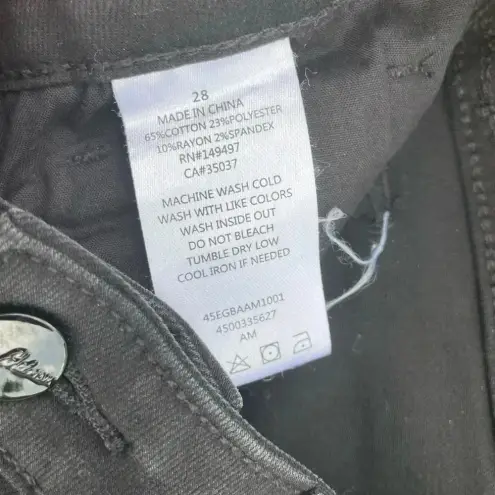 28
MADE IN CHINA
65%COTTON 23%POLYESTER
10%RAYON 2%SPANDEX
RN#149497
CA#35037
MACHINE WASH COLD
WASH WITH LIKE COLORS
WASH INSIDE OUT
DO NOT BLEACH
TUMBLE DRY LOW
COOL IRON IF NEEDED
45EGBAAM1001
4500335627
AM